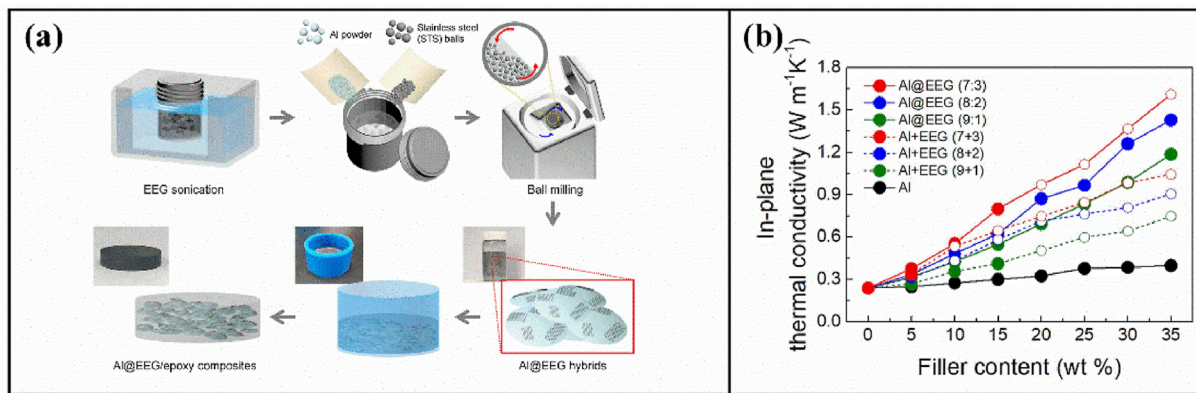 (a)
Al powder
Stainless steel
(STS) balls
EEG sonication
Ball milling
Al@EEG/epoxy composites
Al@EEG hybrids
(b)
In-plane
thermal conductivity (W m⁻¹K⁻¹)
1.8
1.5
1.2
0.9
0.6
0.3
0.0
Al@EEG (7:3)
Al@EEG (8:2)
Al@EEG (9:1)
Al+EEG (7+3)
Al+EEG (8+2)
Al+EEG (9+1)
Al
0 5 10 15 20 25 30 35
Filler content (wt %)